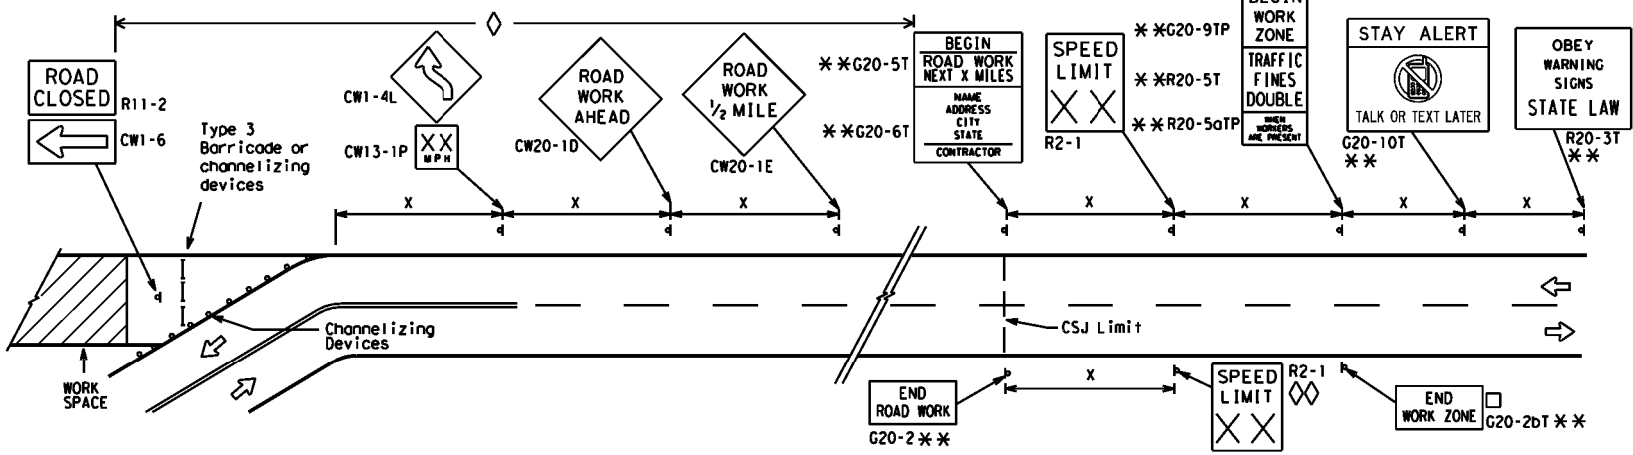 ROAD
CLOSED
R11-2
CW1-6
Type 3
Barricade or
channelizing
devices
CW1-4L
XX
MPH
CW13-1P
ROAD
WORK
AHEAD
CW20-1D
ROAD
WORK
1/2 MILE
CW20-1E
**G20-5T
BEGIN
ROAD WORK
NEXT X MILES
**G20-6T
NAME
ADDRESS
CITY
STATE
CONTRACTOR
SPEED
LIMIT
XX
R2-1
**G20-9TP
BEGIN
WORK
ZONE
**R20-5T
TRAFFIC
FINES
DOUBLE
**R20-5aTP
WHEN
WORKERS
ARE PRESENT
STAY ALERT
TALK OR TEXT LATER
G20-10T
**
OBEY
WARNING
SIGNS
STATE LAW
R20-3T
**
X
X
X
X
X
X
X
Channelizing
Devices
CSJ Limit
WORK
SPACE
END
ROAD WORK
G20-2**
X
SPEED
LIMIT
XX
R2-1
END
WORK ZONE
G20-2bT **